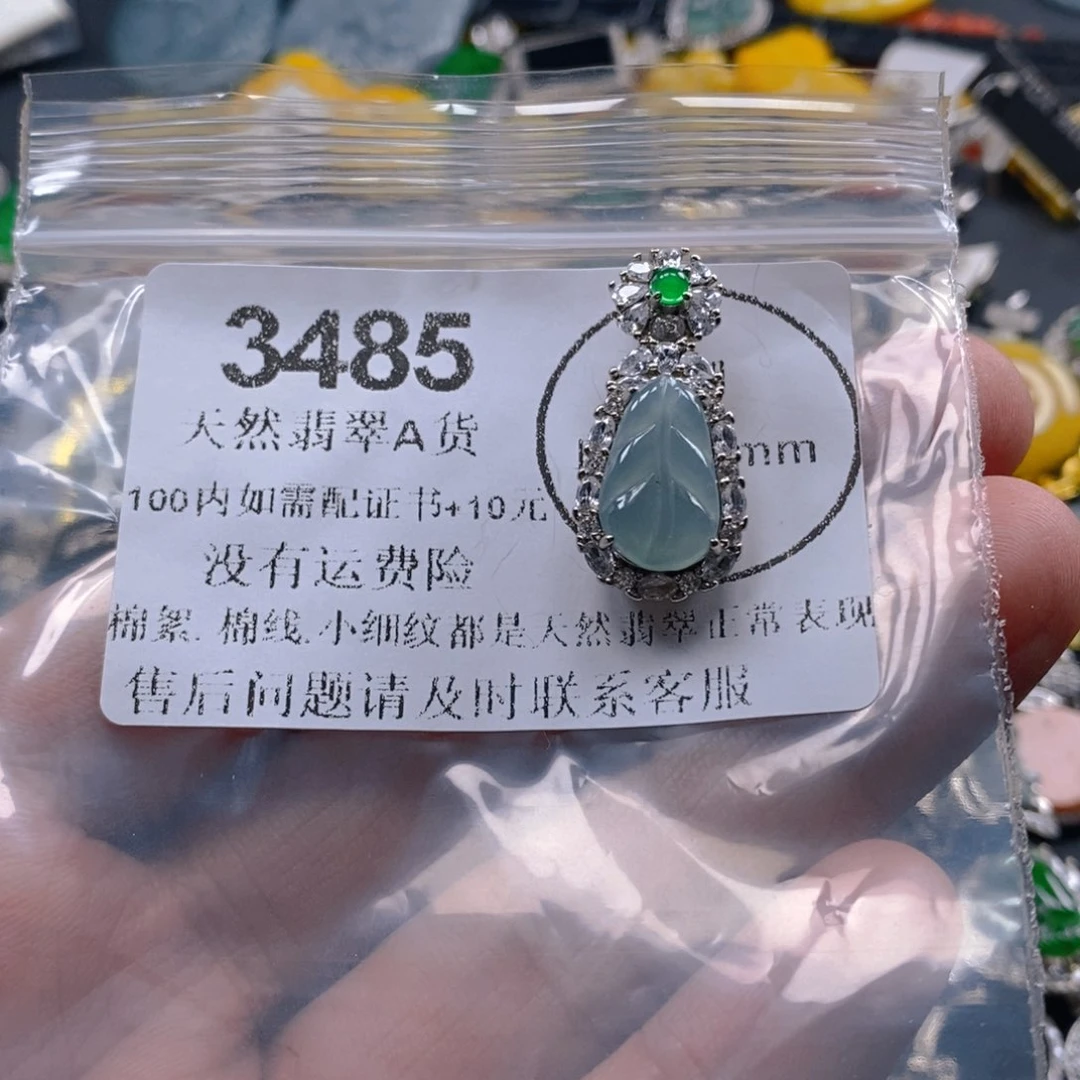 3485
天然翡翠A货
mm
100内如需配证书+10元
没有运费险
棉絮.棉线.小细纹都是天然翡翠正常表现
售后问题请及时联系客服